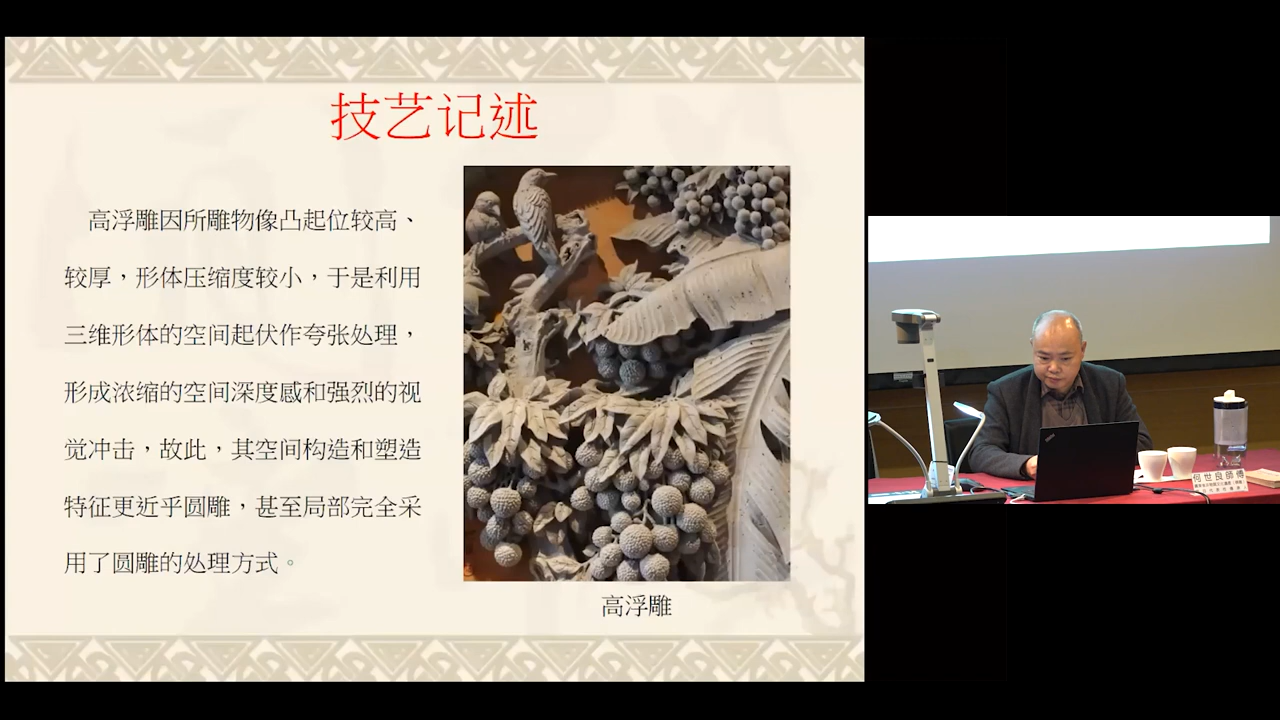 技艺记述
高浮雕因所雕物像凸起位较高、
较厚，形体压缩度较小，于是利用
三维形体的空间起伏作夸张处理，
形成浓缩的空间深度感和强烈的视
觉冲击，故此，其空间构造和塑造
特征更近乎圆雕，甚至局部完全采
用了圆雕的处理方式。
高浮雕
何世良師傅